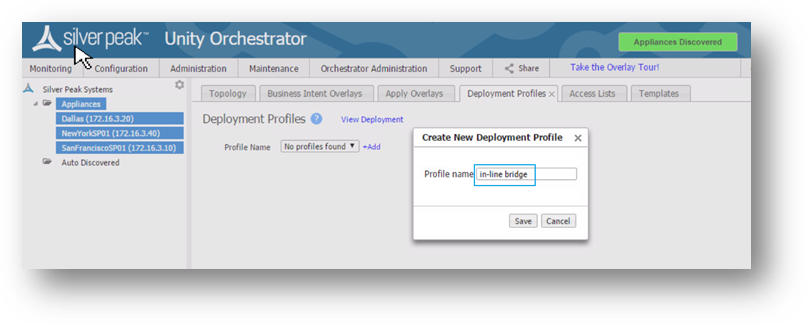 silver peak™ Unity Orchestrator Appliances Discovered
Monitoring Configuration Administration Maintenance Orchestrator Administration Support Share Take the Overlay Tour!
Silver Peak Systems
Appliances
Dallas (172.16.3.20)
NewYorkSP01 (172.16.3.40)
SanFranciscoSP01 (172.16.3.10)
Auto Discovered
Topology Business Intent Overlays Apply Overlays Deployment Profiles × Access Lists Templates
Deployment Profiles ? View Deployment
Profile Name No profiles found ▼ +Add
Create New Deployment Profile ×
Profile name in-line bridge
Save Cancel